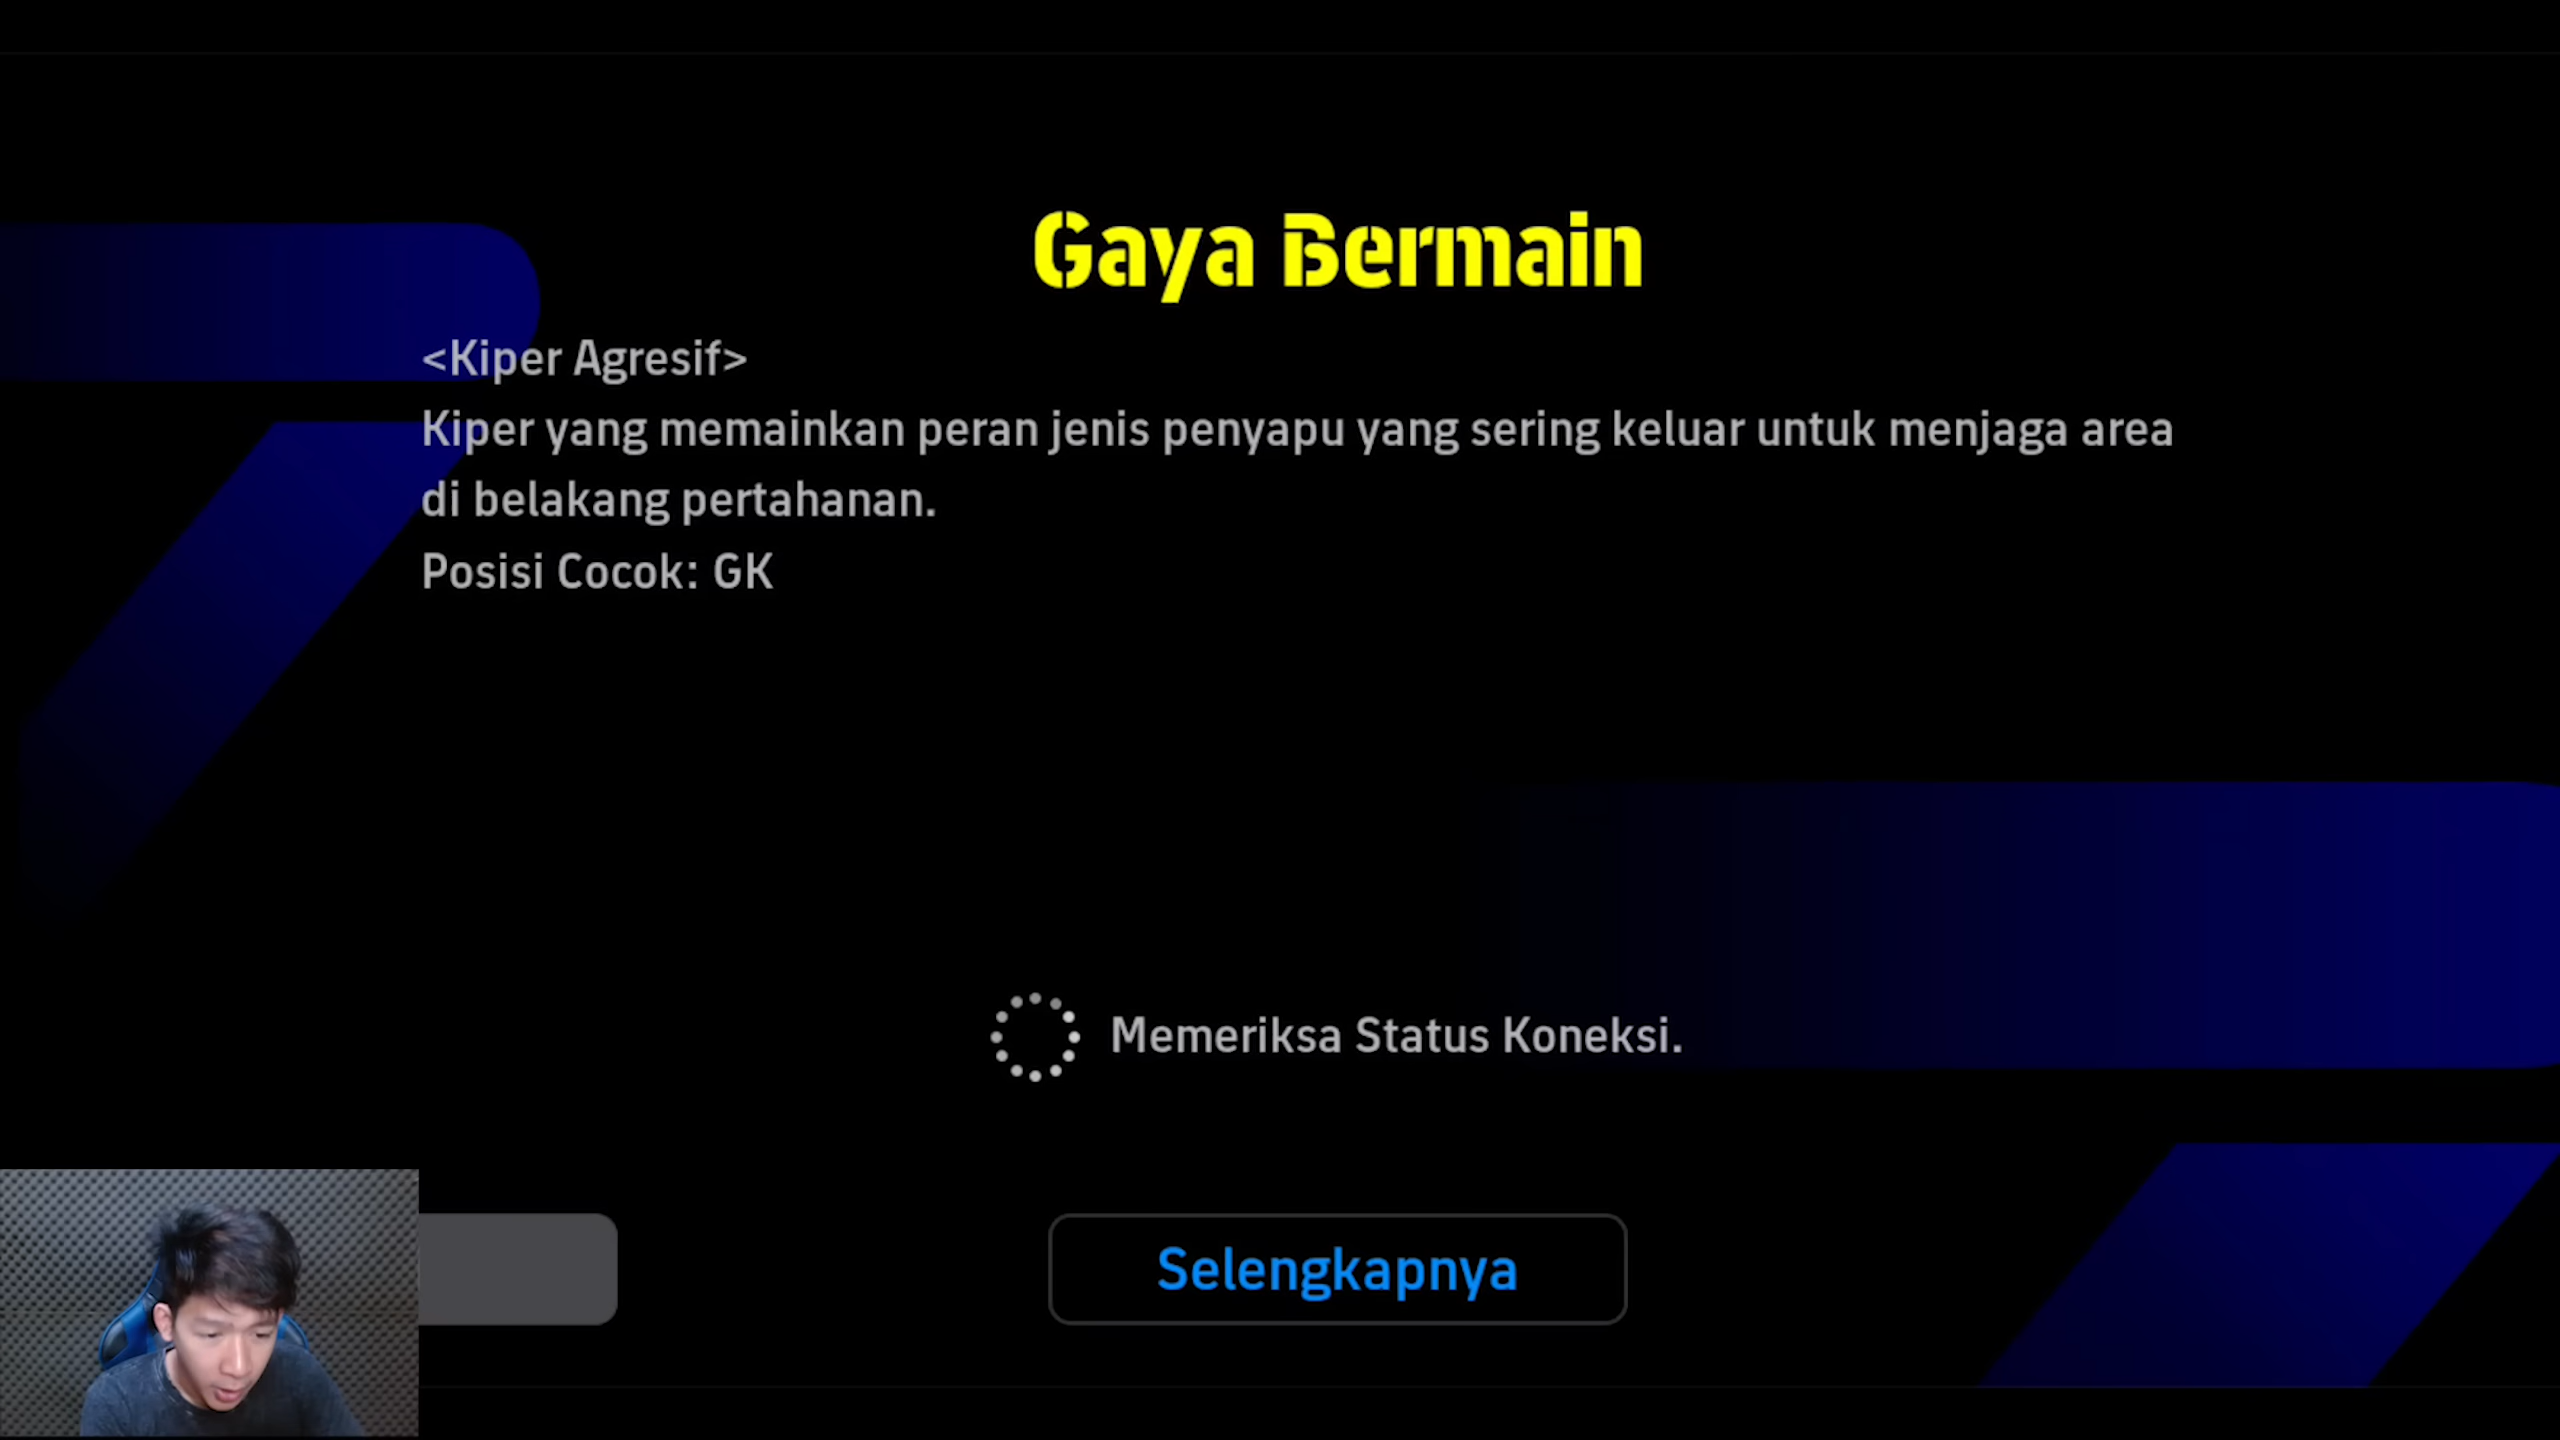 Gaya Bermain
<Kiper Agresif>
Kiper yang memainkan peran jenis penyapu yang sering keluar untuk menjaga area
di belakang pertahanan.
Posisi Cocok: GK
Memeriksa Status Koneksi.
Selengkapnya